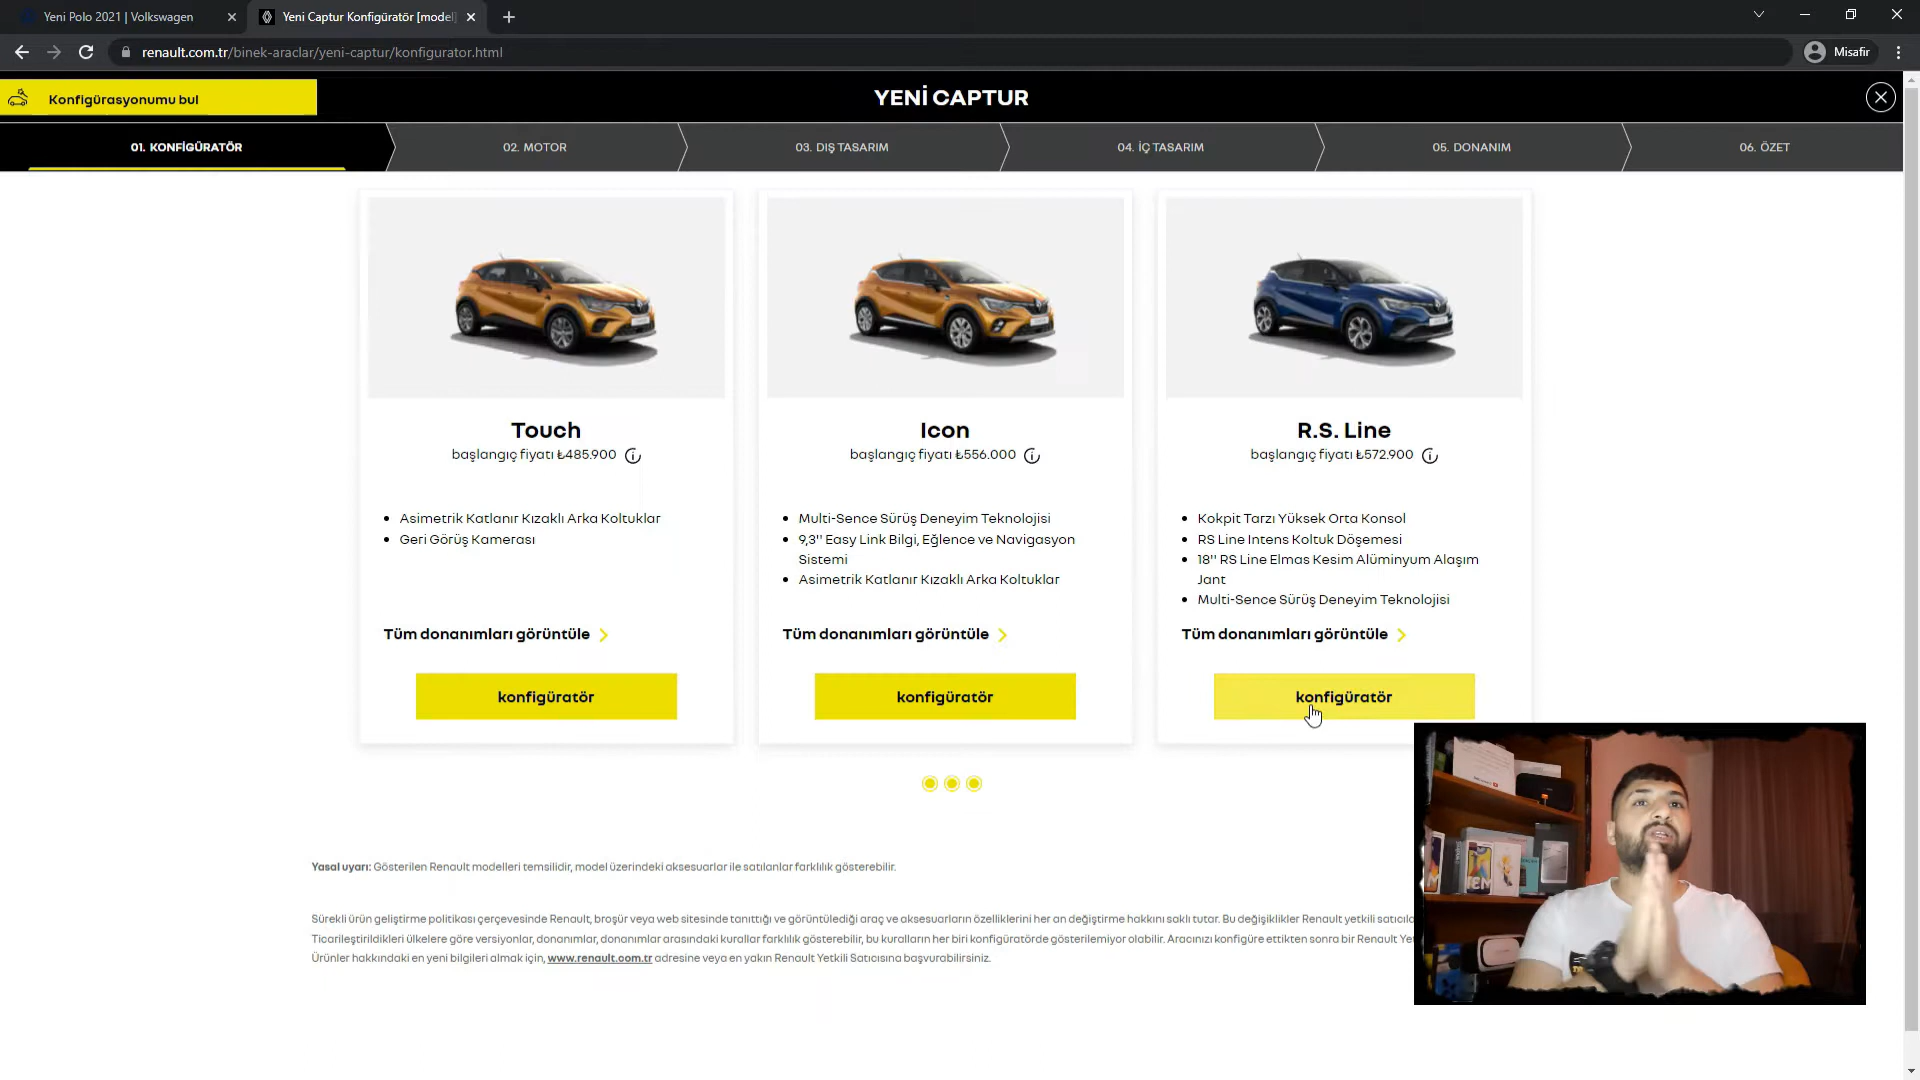 Yeni Polo 2021 | Volkswagen
Yeni Captur Konfigüratör [model]
renault.com.tr/binek-araclar/yeni-captur/konfigurator.html
Misafir
Konfigürasyonumu bul
YENİ CAPTUR
01. KONFİGÜRATÖR
02. MOTOR
03. DIŞ TASARIM
04. İÇ TASARIM
05. DONANIM
06. ÖZET
Touch
başlangıç fiyatı ₺485.900
Asimetrik Katlanır Kızaklı Arka Koltuklar
Geri Görüş Kamerası
Tüm donanımları görüntüle
konfigüratör
Icon
başlangıç fiyatı ₺556.000
Multi-Sence Sürüş Deneyim Teknolojisi
9,3'' Easy Link Bilgi, Eğlence ve Navigasyon
Sistemi
Asimetrik Katlanır Kızaklı Arka Koltuklar
Tüm donanımları görüntüle
konfigüratör
R.S. Line
başlangıç fiyatı ₺572.900
Kokpit Tarzı Yüksek Orta Konsol
RS Line Intens Koltuk Döşemesi
18'' RS Line Elmas Kesim Alüminyum Alaşım
Jant
Multi-Sence Sürüş Deneyim Teknolojisi
Tüm donanımları görüntüle
konfigüratör
Yasal uyarı: Gösterilen Renault modelleri temsilidir, model üzerindeki aksesuarlar ile satılanlar farklılık gösterebilir.
Sürekli ürün geliştirme politikası çerçevesinde Renault, broşür veya web sitesinde tanıttığı ve görüntülediği araç ve aksesuarların özelliklerini her an değiştirme hakkını saklı tutar. Bu değişiklikler Renault yetkili
Ticarileştirildikleri ülkelere göre versiyonlar, donanımlar, donanımlar arasındaki kurallar farklılık gösterebilir, bu kuralların her biri konfigüratörde gösterilemiyor olabilir. Aracınızı konfigüre ettikten sonra bir Renault
Ürünler hakkındaki en yeni bilgileri almak için, www.renault.com.tr adresine veya en yakın Renault Yetkili Satıcısına başvurabilirsiniz.